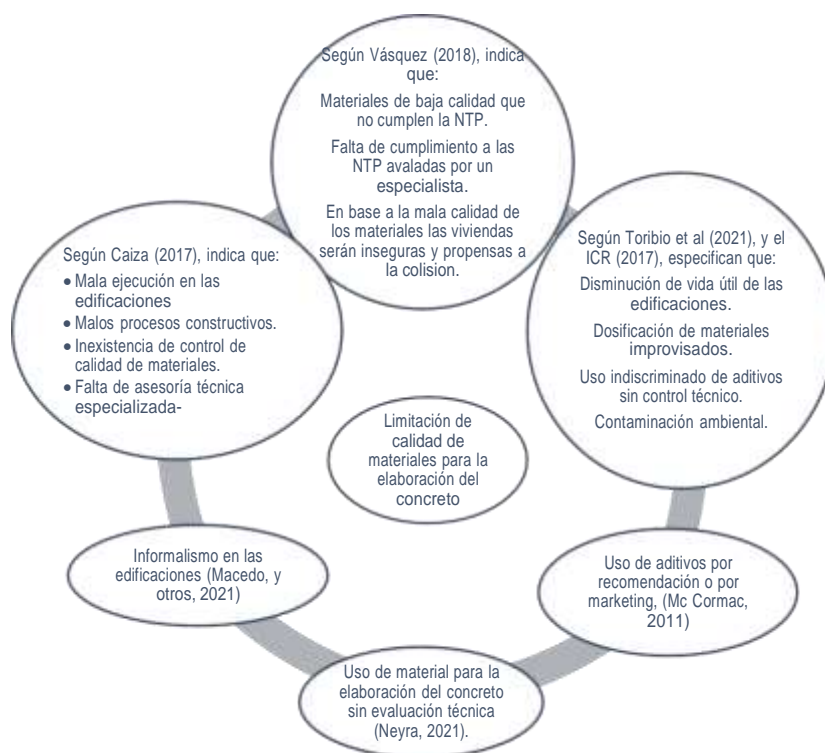 Según Vásquez (2018), indica
que:
Materiales de baja calidad que
no cumplen la NTP.
Falta de cumplimiento a las
NTP avaladas por un
especialista.
En base a la mala calidad de
los materiales las viviendas
serán inseguras y propensas a
la colision.
Según Caiza (2017), indica que:
• Mala ejecución en las
edificaciones
• Malos procesos constructivos.
• Inexistencia de control de
calidad de materiales.
• Falta de asesoría técnica
especializada-
Según Toribio et al (2021), y el
ICR (2017), especifican que:
Disminución de vida útil de las
edificaciones.
Dosificación de materiales
improvisados.
Uso indiscriminado de aditivos
sin control técnico.
Contaminación ambiental.
Limitación de
calidad de
materiales para la
elaboración del
concreto
Informalismo en las
edificaciones (Macedo, y
otros, 2021)
Uso de aditivos por
recomendación o por
marketing, (Mc Cormac,
2011)
Uso de material para la
elaboración del concreto
sin evaluación técnica
(Neyra, 2021).